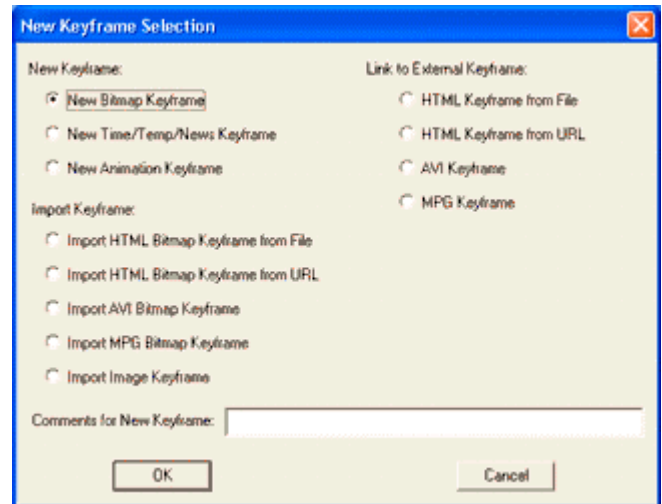 New Keyframe Selection
New Keyframe:
New Bitmap Keyframe
New Time/Temp/News Keyframe
New Animation Keyframe
Import Keyframe:
Import HTML Bitmap Keyframe from File
Import HTML Bitmap Keyframe from URL
Import AVI Bitmap Keyframe
Import MPG Bitmap Keyframe
Import Image Keyframe
Link to External Keyframe:
HTML Keyframe from File
HTML Keyframe from URL
AVI Keyframe
MPG Keyframe
Comments for New Keyframe:
OK
Cancel